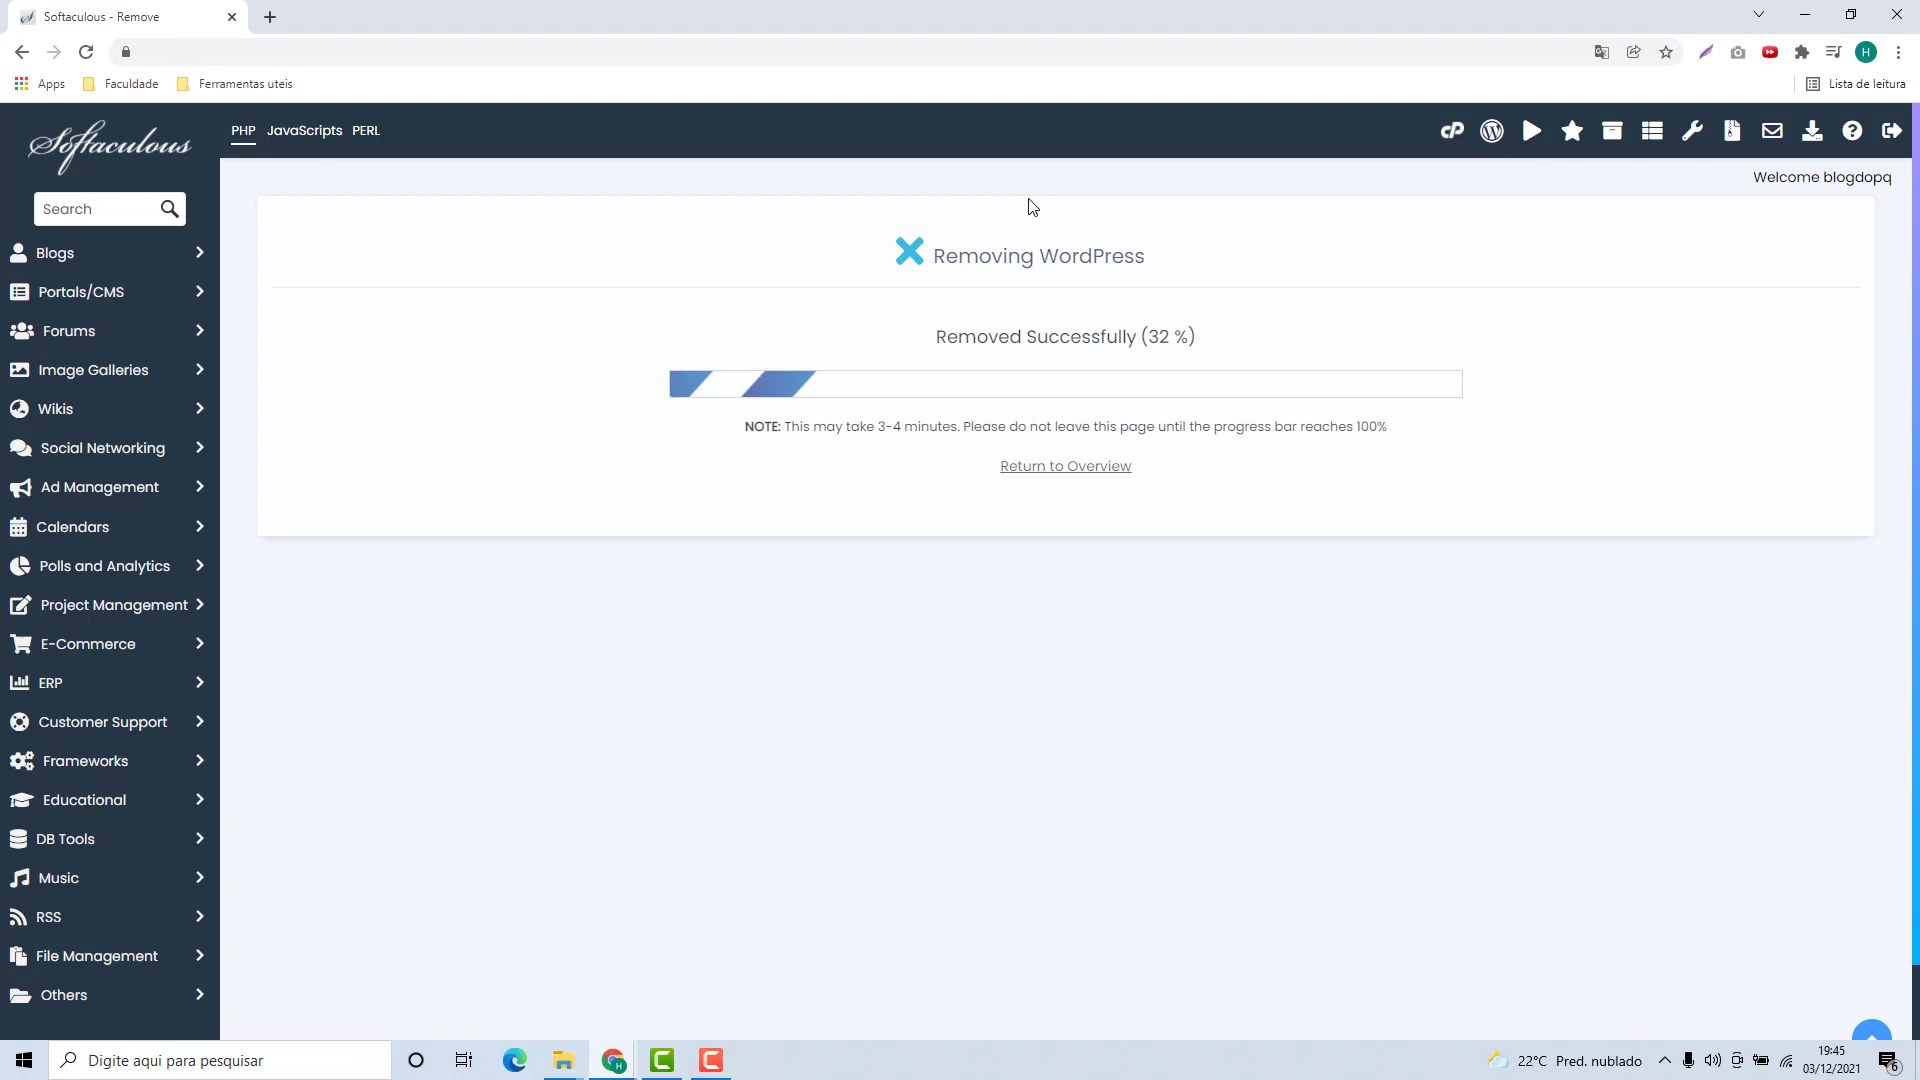 Softaculous - Remove
Apps
Faculdade
Ferramentas uteis
Lista de leitura
H
Softaculous
PHP JavaScripts PERL
Welcome blogdopq
Search
Blogs
Portals/CMS
Forums
Image Galleries
Wikis
Social Networking
Ad Management
Calendars
Polls and Analytics
Project Management
E-Commerce
ERP
Customer Support
Frameworks
Educational
DB Tools
Music
RSS
File Management
Others
Removing WordPress
Removed Successfully (32 %)
NOTE: This may take 3-4 minutes. Please do not leave this page until the progress bar reaches 100%
Return to Overview
Digite aqui para pesquisar
22°C Pred. nublado
19:45
03/12/2021
6